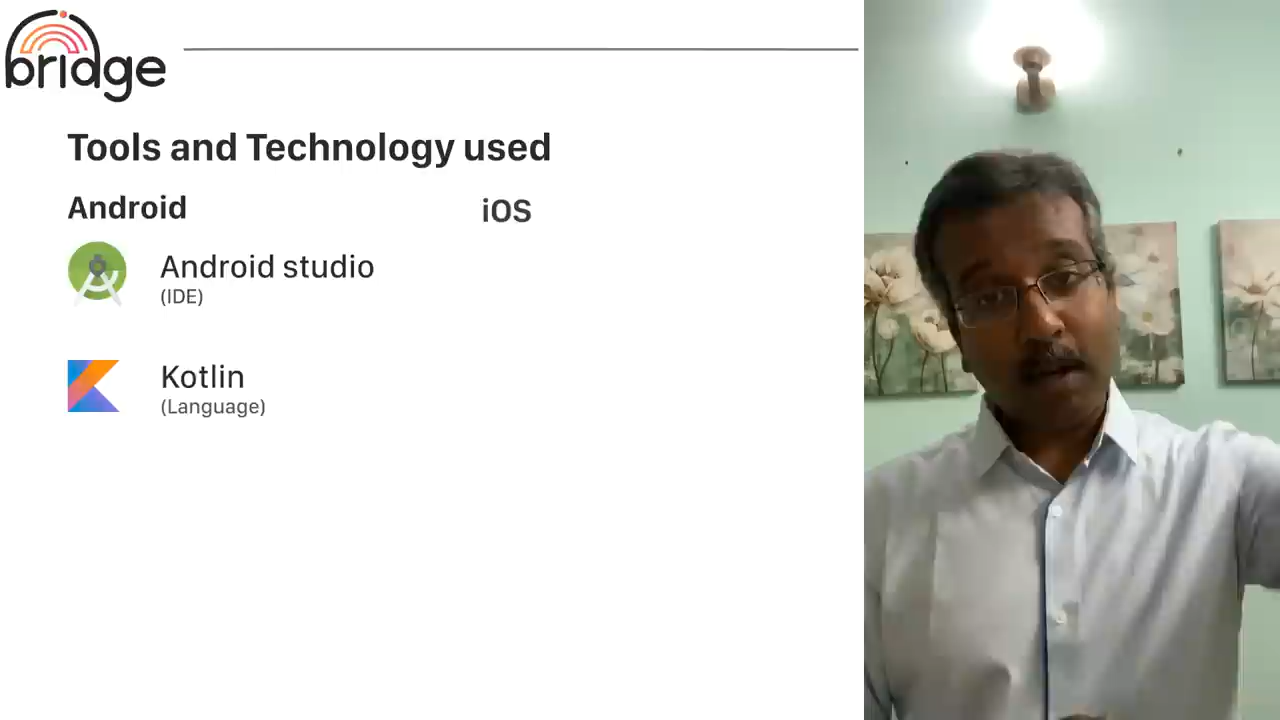 bridge
Tools and Technology used
Android
iOS
Android studio
(IDE)
Kotlin
(Language)